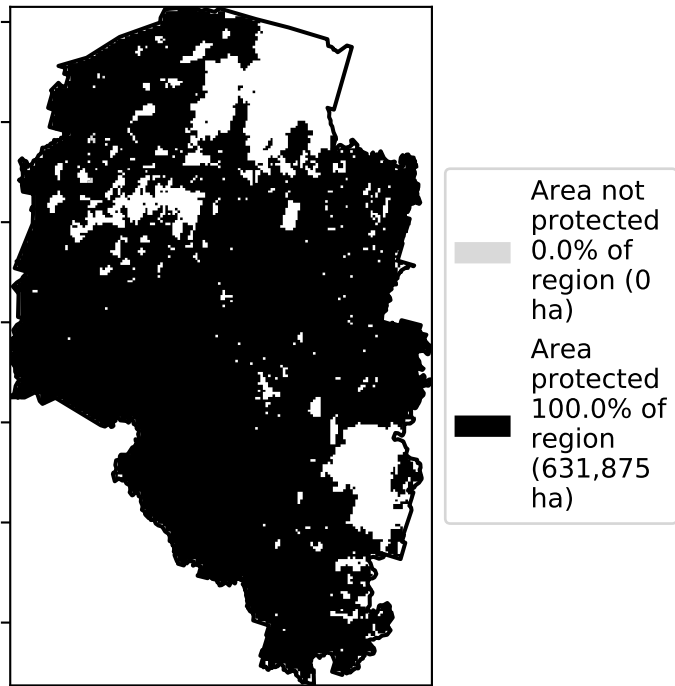 Area not
protected
0.0% of
region (0
ha)
Area
protected
100.0% of
region
(631,875
ha)